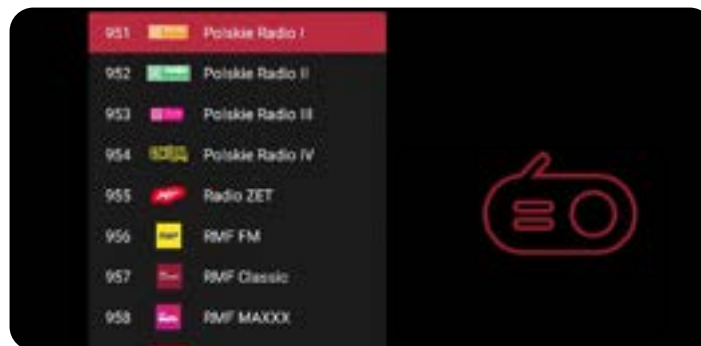 951 Polskie Radio I
952 Polskie Radio II
953 Polskie Radio III
954 Polskie Radio IV
955 Radio ZET
956 RMF FM
957 RMF Classic
958 RMF MAXXX